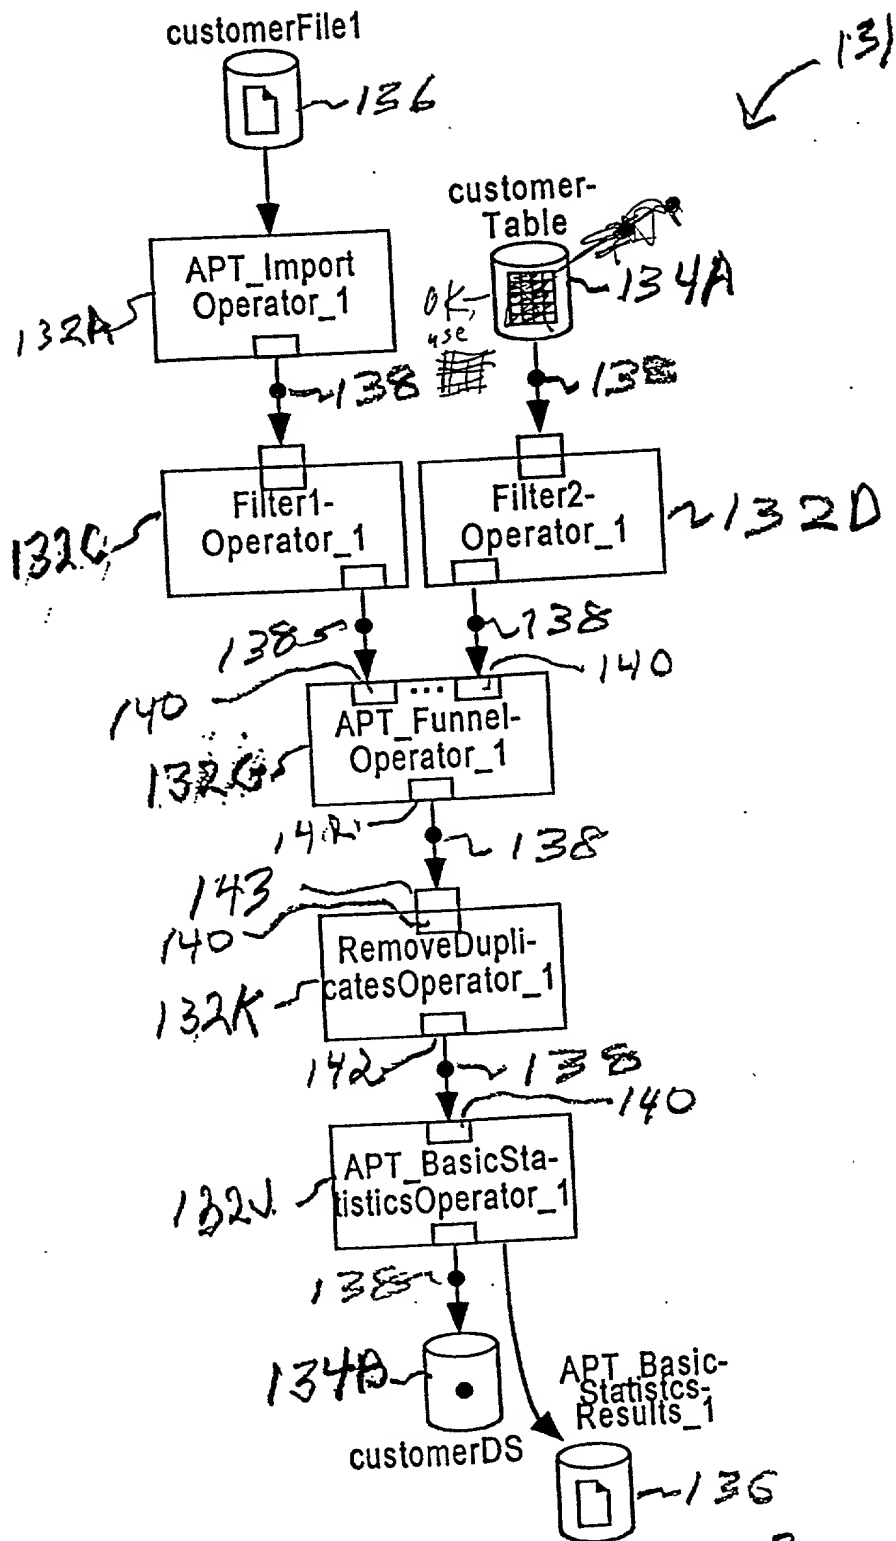 customerFile1
131
136
customer-
Table
APT_Import
Operator_1
134A
OK,
use
132A
138
138
Filter1-
Operator_1
Filter2-
Operator_1
132D
132C
138
138
140
140
...
APT_Funnel-
Operator_1
132G
142
138
143
140
RemoveDupli-
catesOperator_1
132K
142
138
140
APT_BasicSta-
tisticsOperator_1
132J
138
134B
customerDS
APT_Basic-
Statistcs-
Results_1
136